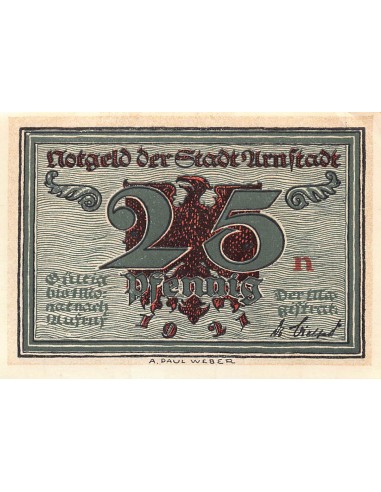 Notgeld der Stadt Arnstadt
25
Pfennig
n
Gültig
bis 1 Mo-
nat nach
Aufruf
Der Ma-
gistrat
1921
A. PAUL WEBER